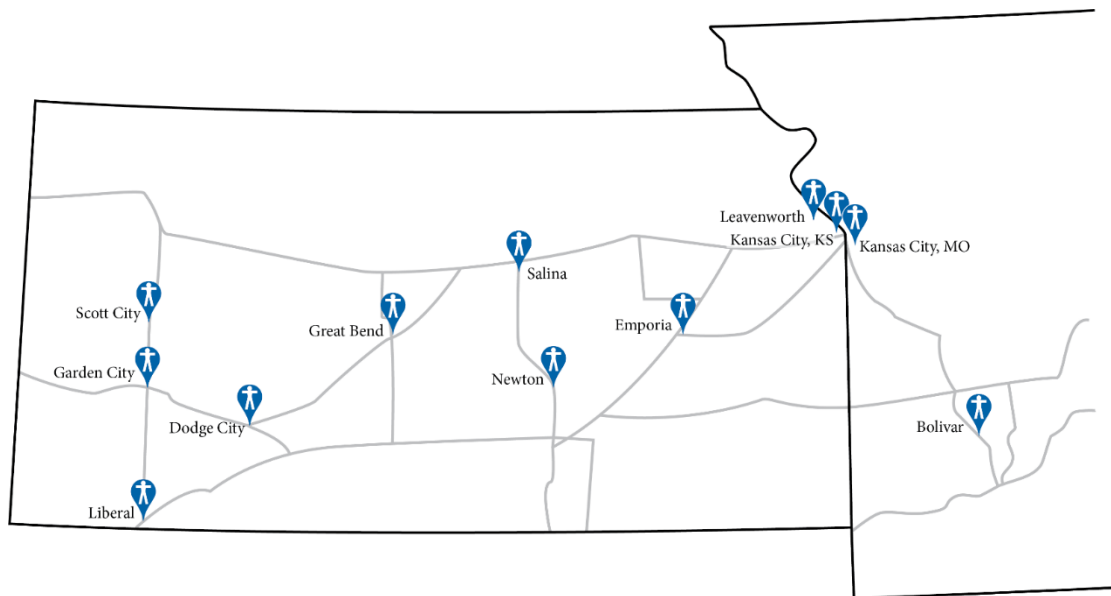 Leavenworth
Kansas City, KS
Kansas City, MO
Salina
Scott City
Great Bend
Emporia
Garden City
Newton
Dodge City
Bolivar
Liberal